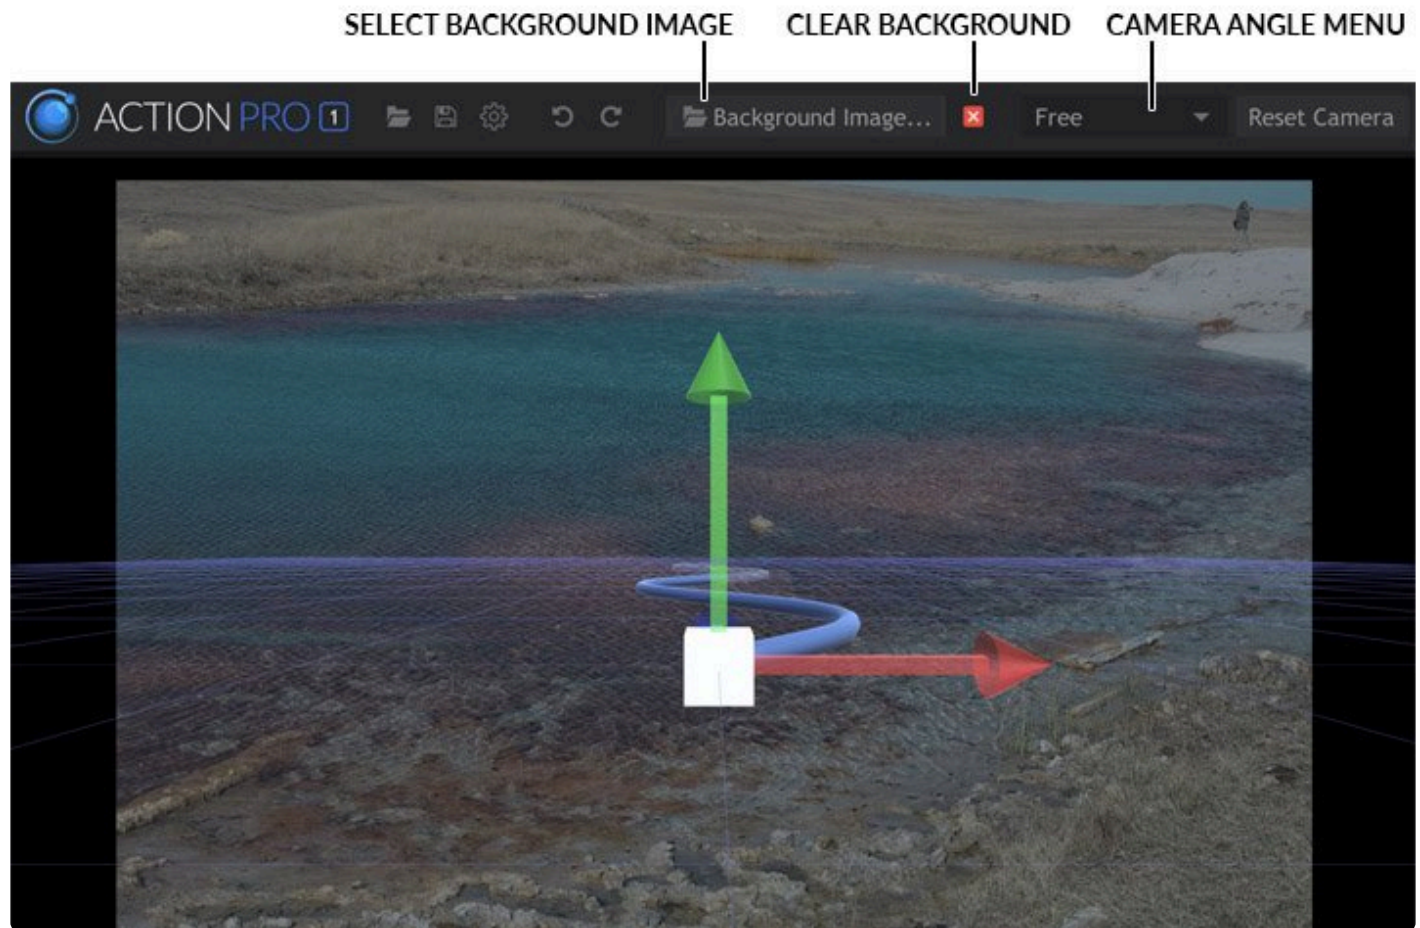 SELECT BACKGROUND IMAGE CLEAR BACKGROUND CAMERA ANGLE MENU
ACTION PRO 1 Background Image... Free Reset Camera